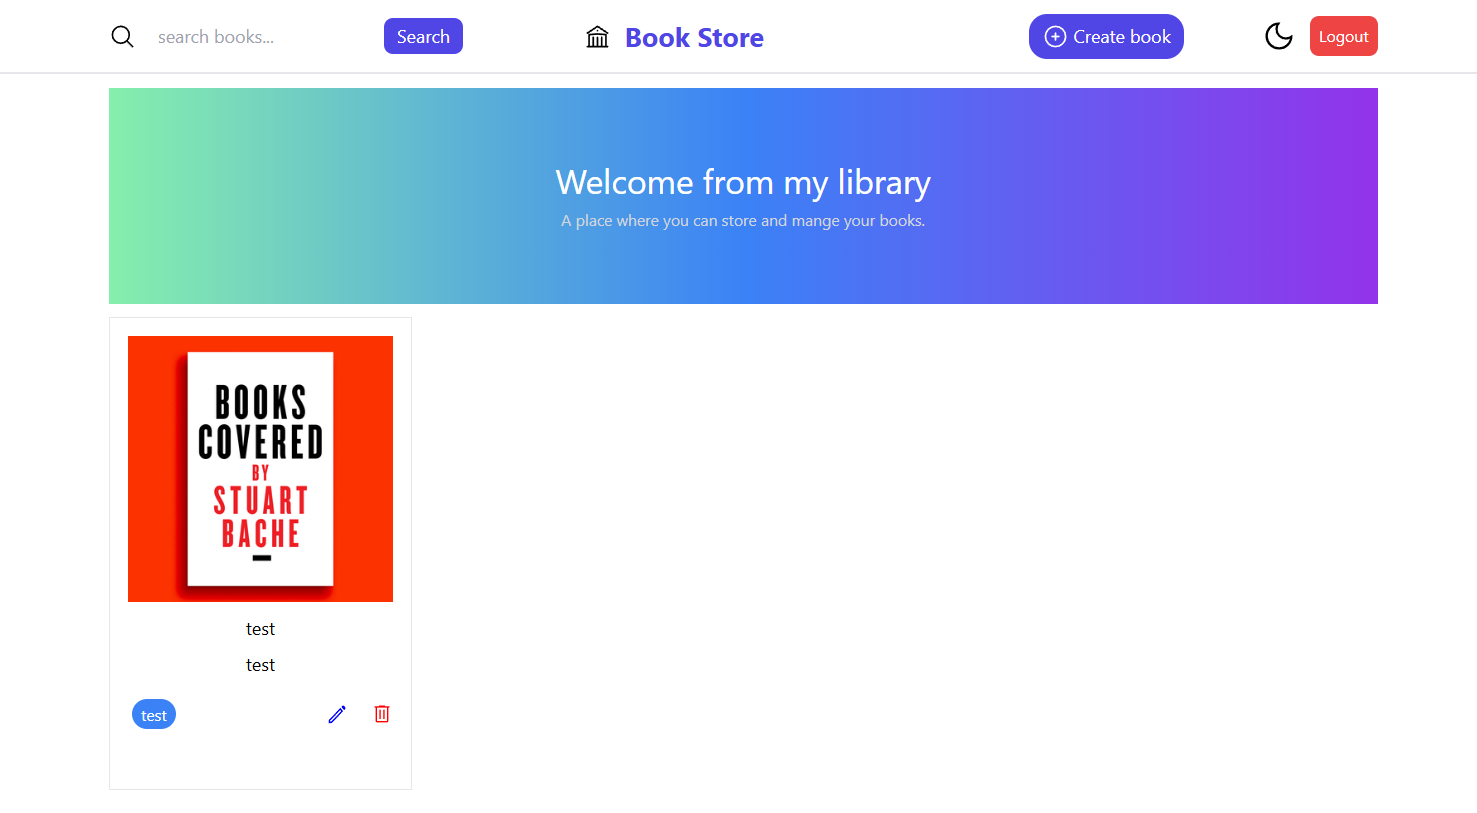 search books...
Search
Book Store
Create book
Logout
Welcome from my library
A place where you can store and mange your books.
BOOKS
COVERED
BY
STUART
BACHE
test
test
test